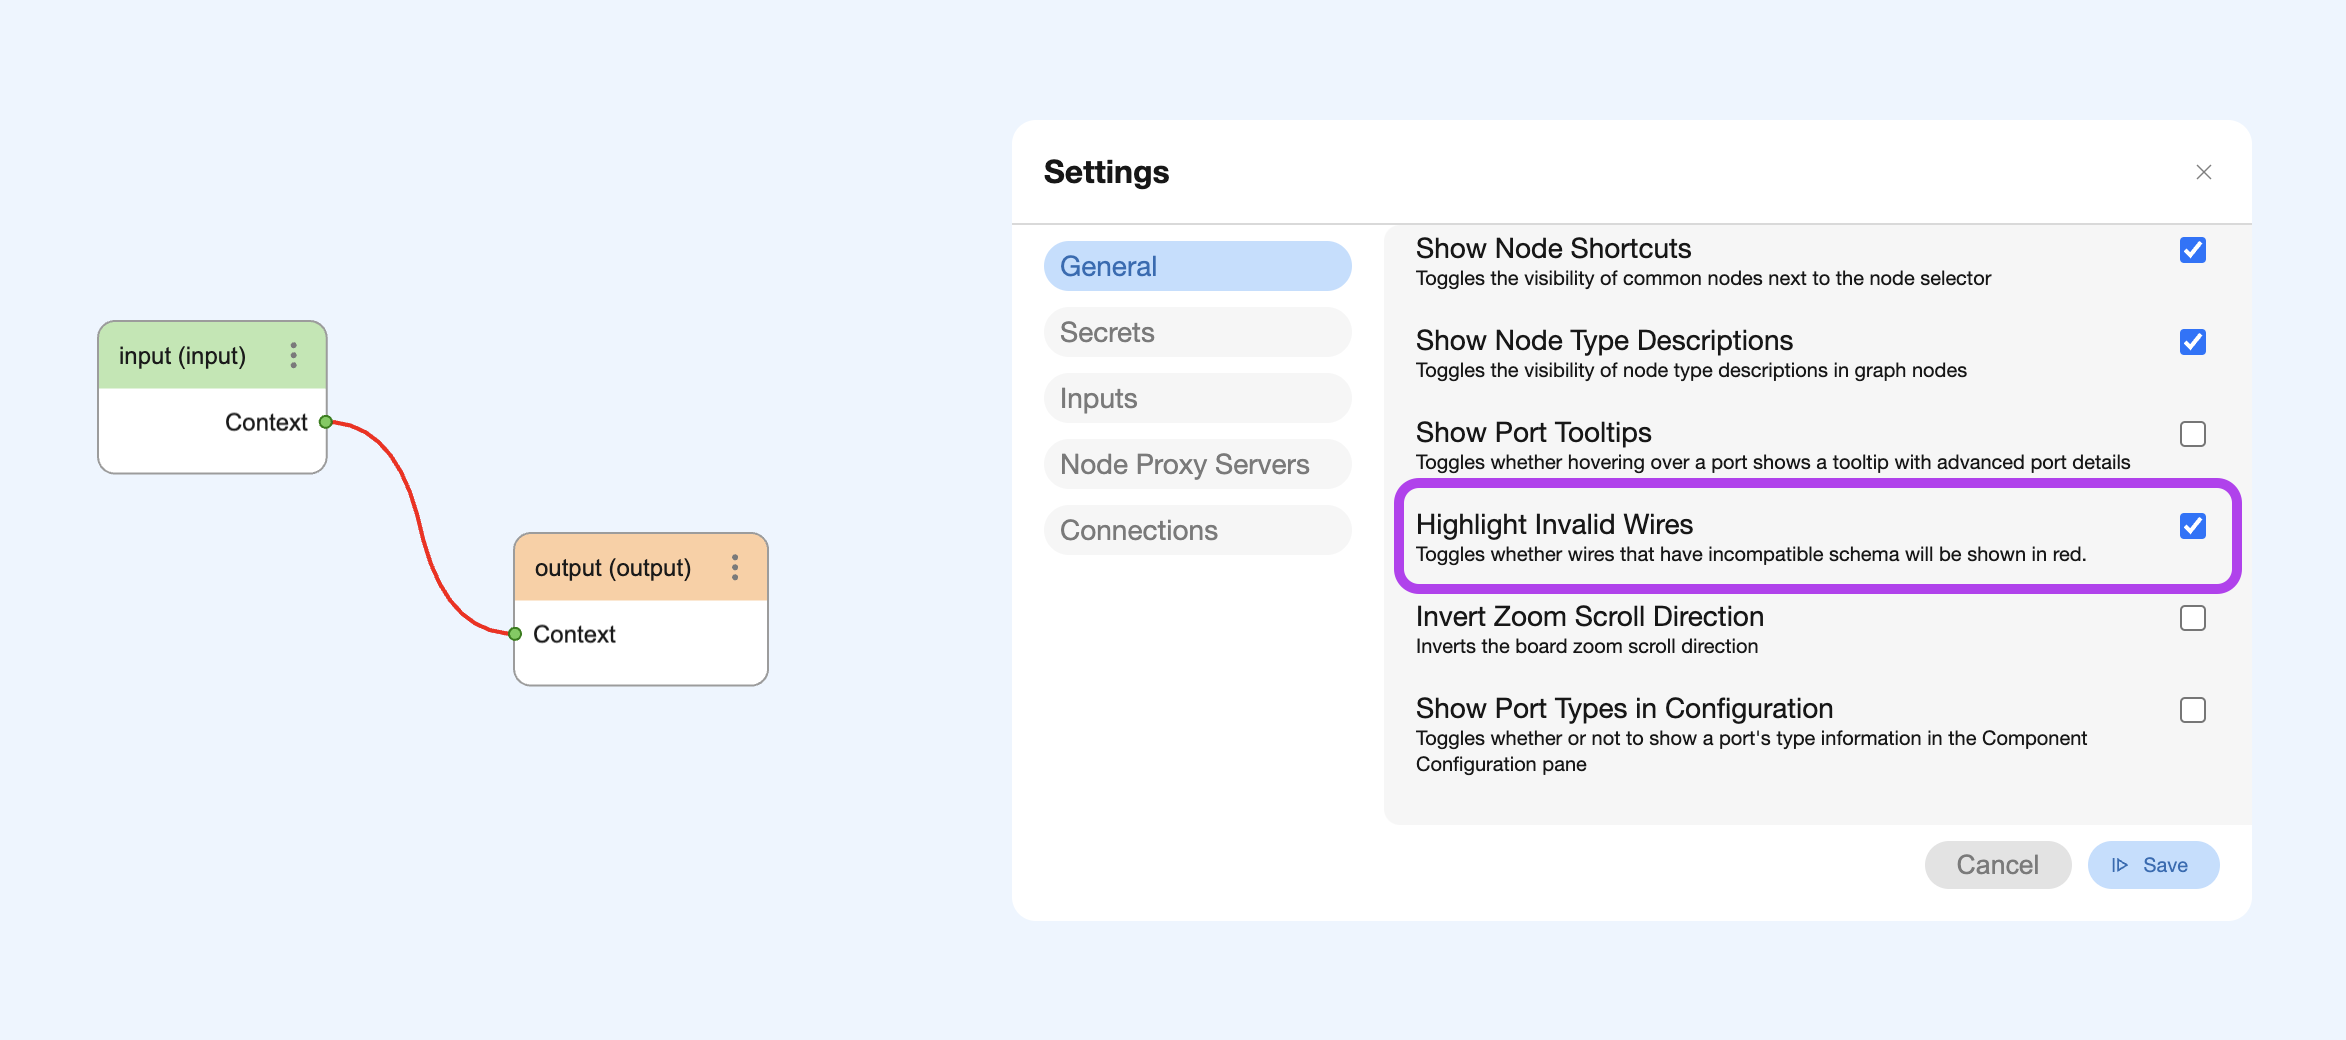 input (input)
Context
output (output)
Context
Settings
General
Secrets
Inputs
Node Proxy Servers
Connections
Show Node Shortcuts
Toggles the visibility of common nodes next to the node selector
Show Node Type Descriptions
Toggles the visibility of node type descriptions in graph nodes
Show Port Tooltips
Toggles whether hovering over a port shows a tooltip with advanced port details
Highlight Invalid Wires
Toggles whether wires that have incompatible schema will be shown in red.
Invert Zoom Scroll Direction
Inverts the board zoom scroll direction
Show Port Types in Configuration
Toggles whether or not to show a port's type information in the Component
Configuration pane
Cancel
Save